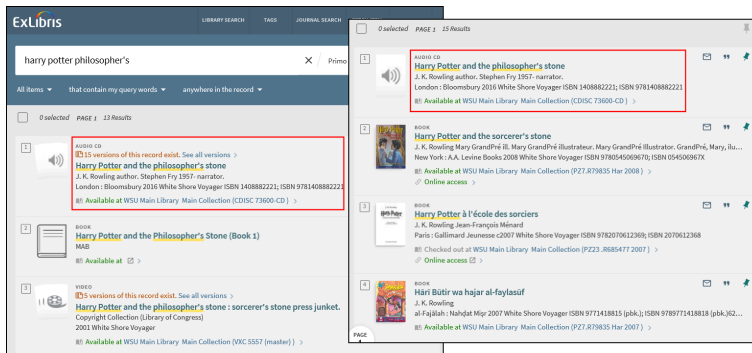 ExLibris
LIBRARY SEARCH TAGS JOURNAL SEARCH
harry potter philosopher's
Primo
All items that contain my query words anywhere in the record
0 selected PAGE 1 13 Results
1
AUDIO CD
15 versions of this record exist. See all versions >
Harry Potter and the philosopher's stone
J. K. Rowling author. Stephen Fry 1957- narrator.
London : Bloomsbury 2016 White Shore Voyager ISBN 1408882221; ISBN 9781408882221
Available at WSU Main Library Main Collection (CDISC 73600-CD ) >
2
BOOK
Harry Potter and the Philosopher's Stone (Book 1)
MAB
Available at >
3
VIDEO
5 versions of this record exist. See all versions >
Harry Potter and the philosopher's stone : sorcerer's stone press junket.
Copyright Collection (Library of Congress)
2001 White Shore Voyager
Available at WSU Main Library Main Collection (VXC 5557 (master) ) >
0 selected PAGE 1 15 Results
1
AUDIO CD
Harry Potter and the philosopher's stone
J. K. Rowling author. Stephen Fry 1957- narrator.
London : Bloomsbury 2016 White Shore Voyager ISBN 1408882221; ISBN 9781408882221
Available at WSU Main Library Main Collection (CDISC 73600-CD ) >
2
BOOK
Harry Potter and the sorcerer's stone
J. K. Rowling Mary GrandPré ill. Mary GrandPré illustrateur. Mary GrandPré Illustrator. GrandPré, Mary, ilu...
New York : A.A. Levine Books 2008 White Shore Voyager ISBN 9780545069670; ISBN 054506967X
Available at WSU Main Library Main Collection (PZ7.R79835 Har 2008 ) >
Online access >
3
BOOK
Harry Potter à l'école des sorciers
J. K. Rowling Jean-François Ménard
Paris : Gallimard Jeunesse c2007 White Shore Voyager ISBN 9782070612369; ISBN 2070612368
Checked out at WSU Main Library Main Collection (PZ23 .R685477 2007 ) >
Online access >
4
BOOK
Hārī Būtir wa hajar al-faylasūf
J. K. Rowling
al-Fajālah : Nahḍat Miṣr 2007 White Shore Voyager ISBN 9771418815 (pbk.); ISBN 9789771418818 (pbk.)62...
Available at WSU Main Library Main Collection (PZ7.R79835 Har 2007 ) >
PAGE